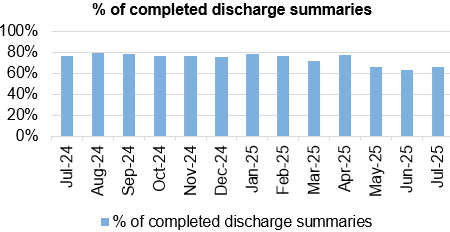 % of completed discharge summaries
100%
80%
60%
40%
20%
0%
Jul-24
Aug-24
Sep-24
Oct-24
Nov-24
Dec-24
Jan-25
Feb-25
Mar-25
Apr-25
May-25
Jun-25
Jul-25
% of completed discharge summaries